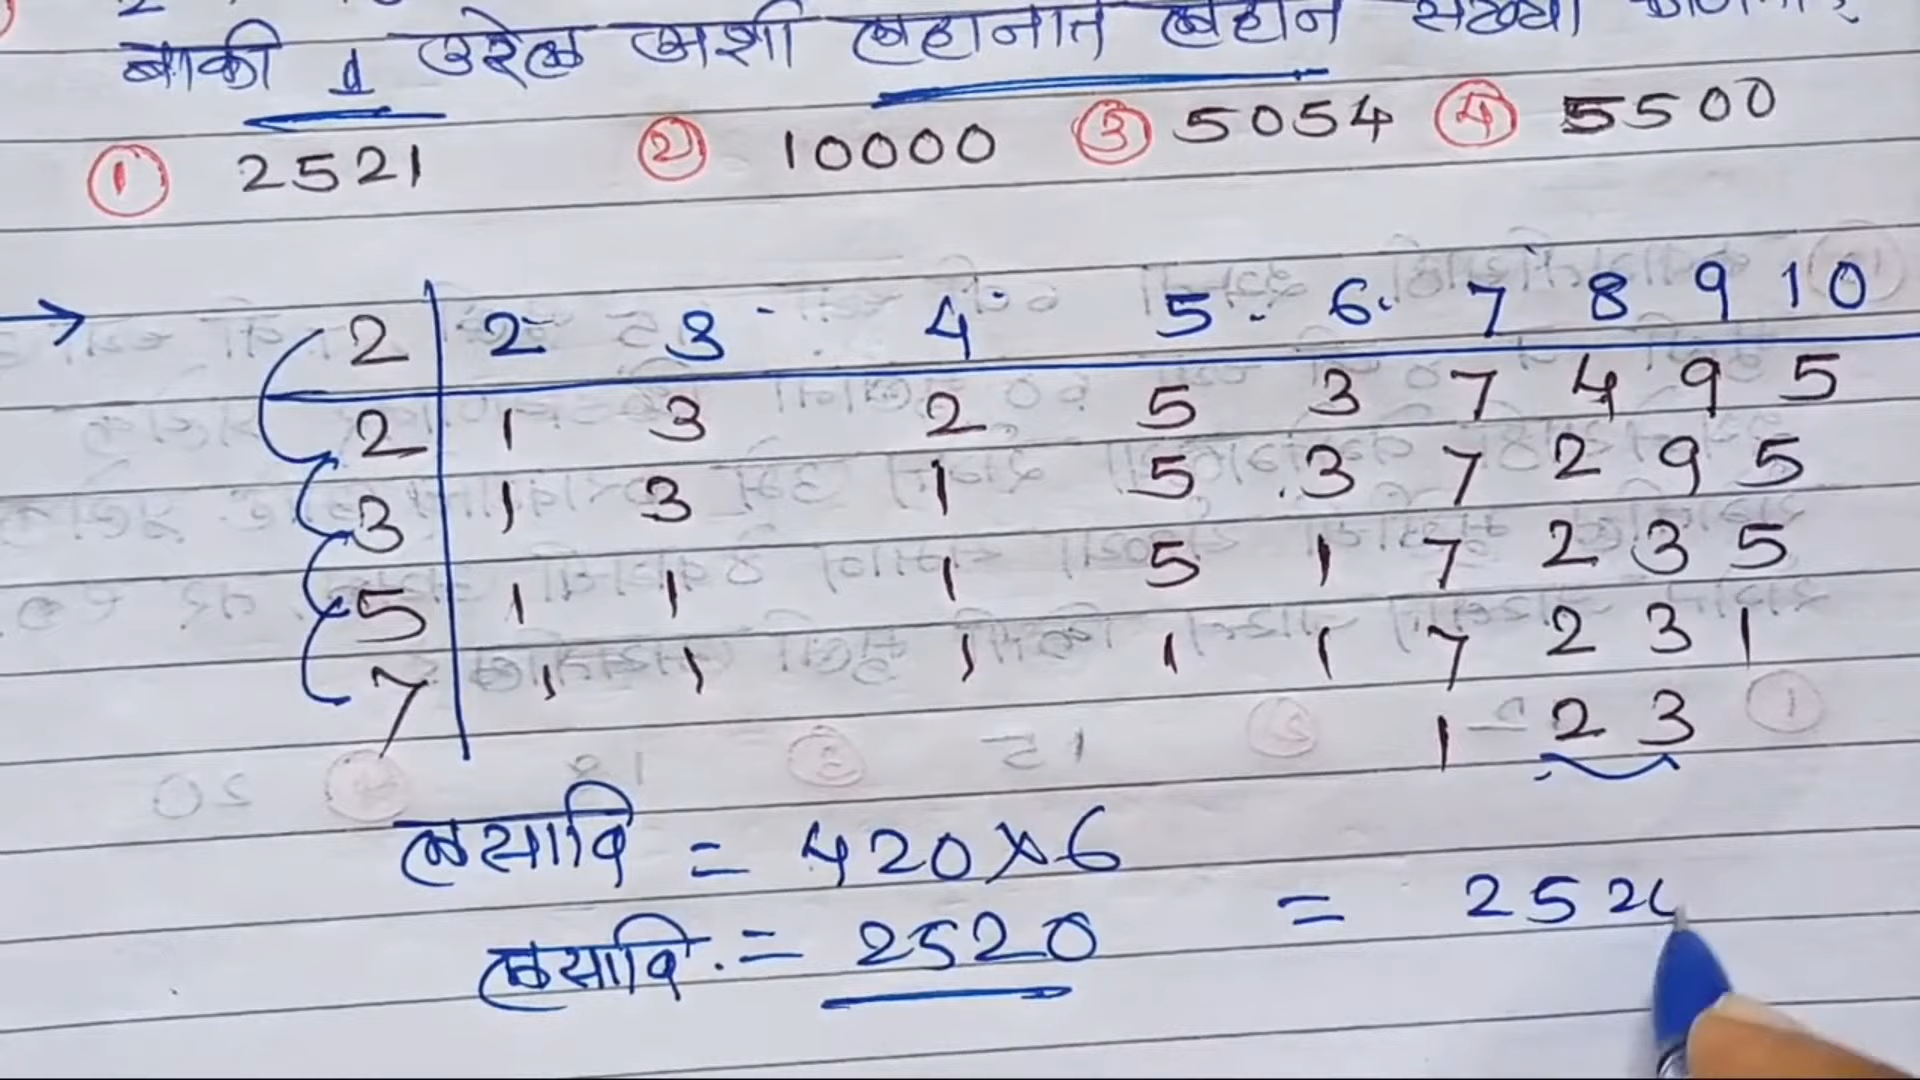 बाकी 1 उरेल अशी लहानात लहान संख्या
① 2521 ② 10000 ③ 5054 ④ 5500
2 | 2 3 4 5 6 7 8 9 10
2 | 1 3 2 5 3 7 4 9 5
3 | 1 3 1 5 3 7 2 9 5
5 | 1 1 1 5 1 7 2 3 5
7 | 1 1 1 1 1 7 2 3 1
1 2 3
लसावि = 420 × 6
लसावि. = 2520 = 252